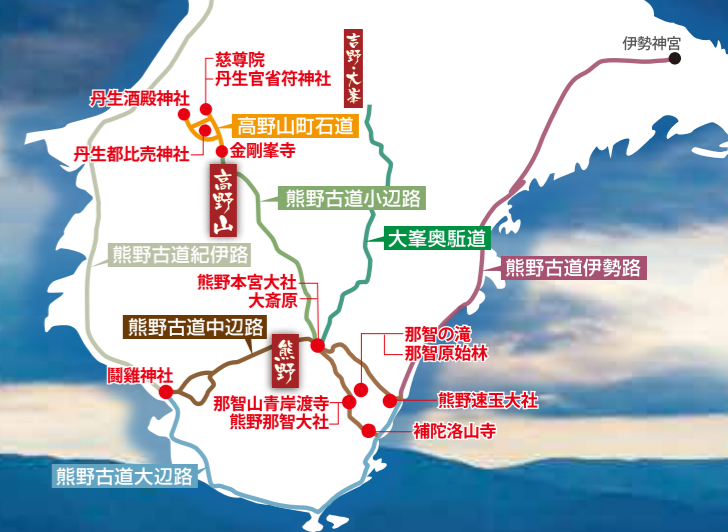 伊勢神宮
吉野・大峯
慈尊院
丹生官省符神社
丹生酒殿神社
高野山町石道
丹生都比売神社
金剛峯寺
高野山
熊野古道小辺路
大峯奥駈道
熊野古道紀伊路
熊野古道伊勢路
熊野本宮大社
大斎原
熊野古道中辺路
熊野
那智の滝
那智原始林
鬪雞神社
那智山青岸渡寺
熊野那智大社
熊野速玉大社
補陀洛山寺
熊野古道大辺路